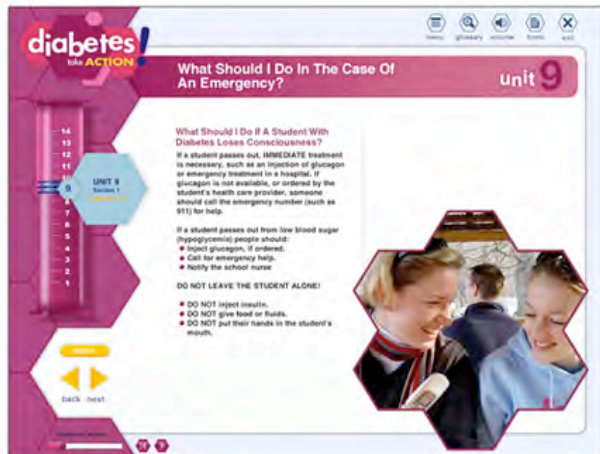 diabetes!
take ACTION
menu glossary volume forms exit
What Should I Do In The Case Of
An Emergency?
unit 9
14
13
12
11
10
9
8
7
6
5
4
3
2
1
UNIT 9
Section 1
What Should I Do If A Student With
Diabetes Loses Consciousness?
If a student passes out, IMMEDIATE treatment
is necessary, such as an injection of glucagon
or emergency treatment in a hospital. If
glucagon is not available, or ordered by the
student's health care provider, someone
should call the emergency number (such as
911) for help.
If a student passes out from low blood sugar
(hypoglycemia) people should:
Inject glucagon, if ordered.
Call for emergency help.
Notify the school nurse
DO NOT LEAVE THE STUDENT ALONE!
DO NOT inject insulin.
DO NOT give food or fluids.
DO NOT put their hands in the student's
mouth.
back next